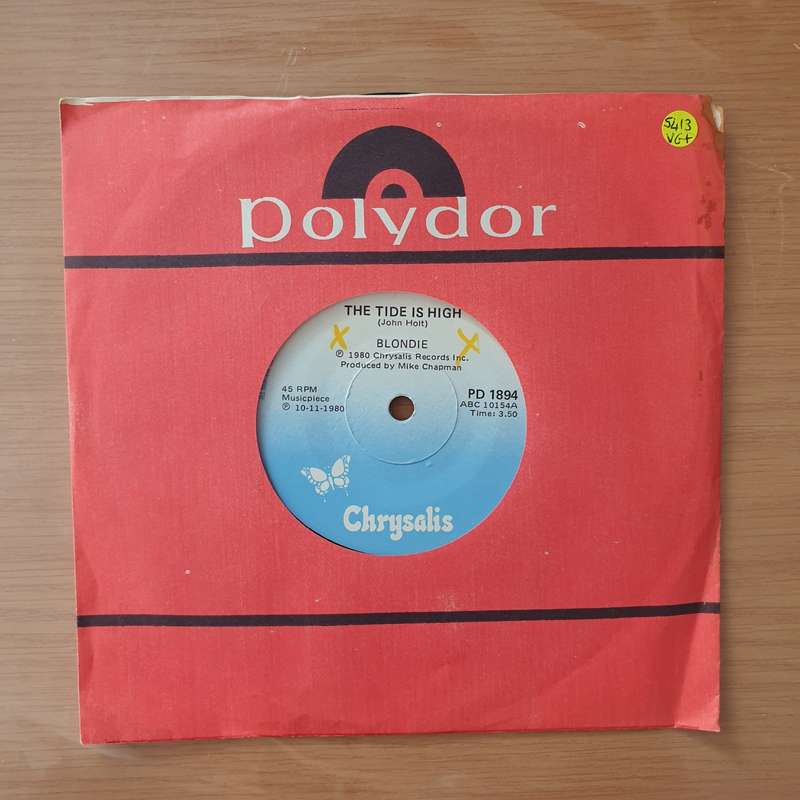 5413
VG+
polydor
THE TIDE IS HIGH
(John Holt)
BLONDIE
℗ 1980 Chrysalis Records Inc.
Produced by Mike Chapman
45 RPM
Musicpiece
℗ 10-11-1980
PD 1894
ABC 10154A
Time: 3.50
Chrysalis